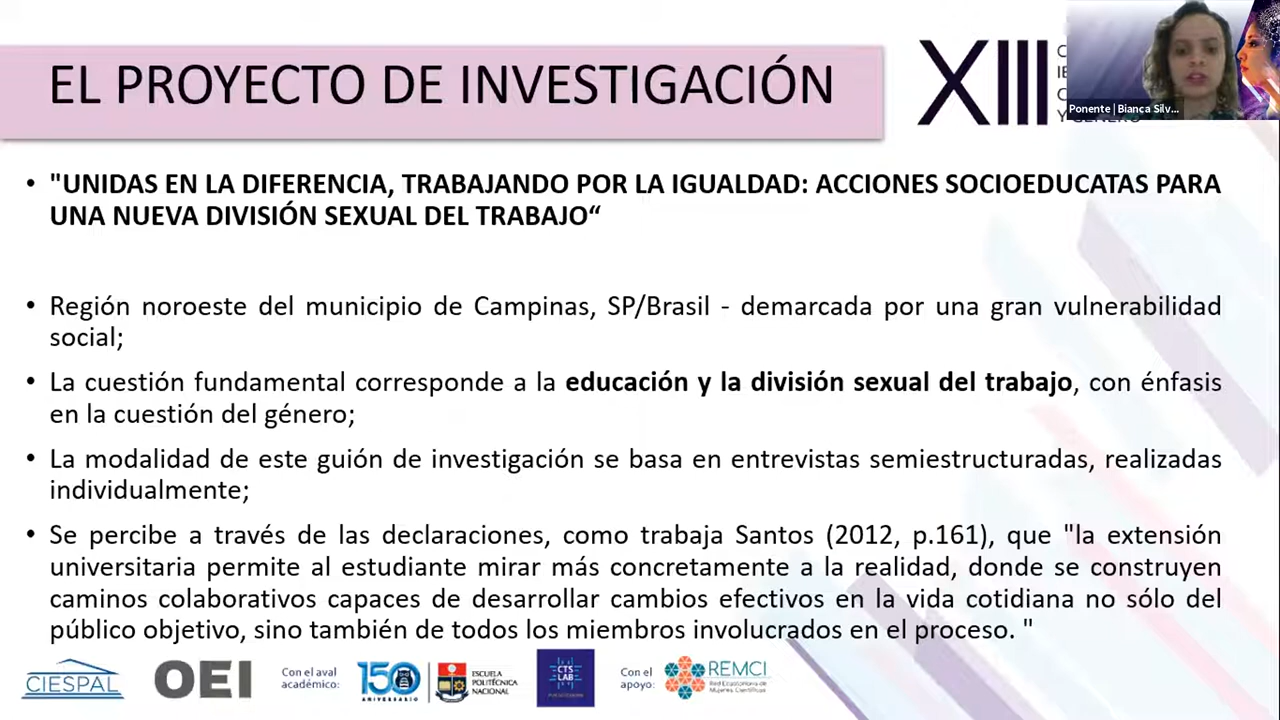 EL PROYECTO DE INVESTIGACIÓN
XIII
Y GÉNERO
Ponente | Bianca Silv...
• "UNIDAS EN LA DIFERENCIA, TRABAJANDO POR LA IGUALDAD: ACCIONES SOCIOEDUCATAS PARA
UNA NUEVA DIVISIÓN SEXUAL DEL TRABAJO“
• Región noroeste del municipio de Campinas, SP/Brasil - demarcada por una gran vulnerabilidad
social;
• La cuestión fundamental corresponde a la educación y la división sexual del trabajo, con énfasis
en la cuestión del género;
• La modalidad de este guión de investigación se basa en entrevistas semiestructuradas, realizadas
individualmente;
• Se percibe a través de las declaraciones, como trabaja Santos (2012, p.161), que "la extensión
universitaria permite al estudiante mirar más concretamente a la realidad, donde se construyen
caminos colaborativos capaces de desarrollar cambios efectivos en la vida cotidiana no sólo del
público objetivo, sino también de todos los miembros involucrados en el proceso. "
CIESPAL
OEI
Con el aval
académico:
150
ANIVERSARIO
ESCUELA
POLITÉCNICA
NACIONAL
CTS
LAB
Con el
apoyo:
REMCI
Red Ecuatoriana de
Mujeres Científicas